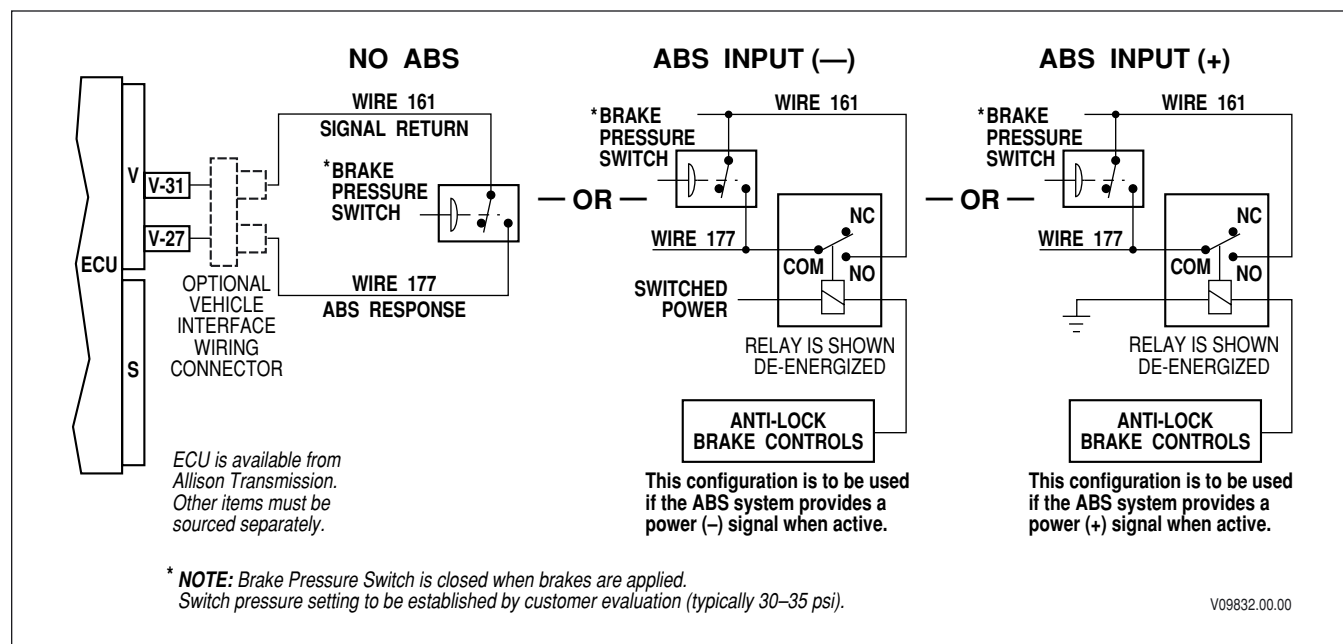 NO ABS
WIRE 161
SIGNAL RETURN
*BRAKE
PRESSURE
SWITCH
V
V-31
V-27
ECU
S
OPTIONAL
VEHICLE
INTERFACE
WIRING
CONNECTOR
WIRE 177
ABS RESPONSE
— OR —
ABS INPUT (—)
WIRE 161
*BRAKE
PRESSURE
SWITCH
WIRE 177
NC
COM
NO
SWITCHED
POWER
RELAY IS SHOWN
DE-ENERGIZED
ANTI-LOCK
BRAKE CONTROLS
This configuration is to be used
if the ABS system provides a
power (–) signal when active.
— OR —
ABS INPUT (+)
WIRE 161
*BRAKE
PRESSURE
SWITCH
WIRE 177
NC
COM
NO
RELAY IS SHOWN
DE-ENERGIZED
ANTI-LOCK
BRAKE CONTROLS
This configuration is to be used
if the ABS system provides a
power (+) signal when active.
ECU is available from
Allison Transmission.
Other items must be
sourced separately.
* NOTE: Brake Pressure Switch is closed when brakes are applied.
Switch pressure setting to be established by customer evaluation (typically 30–35 psi).
V09832.00.00